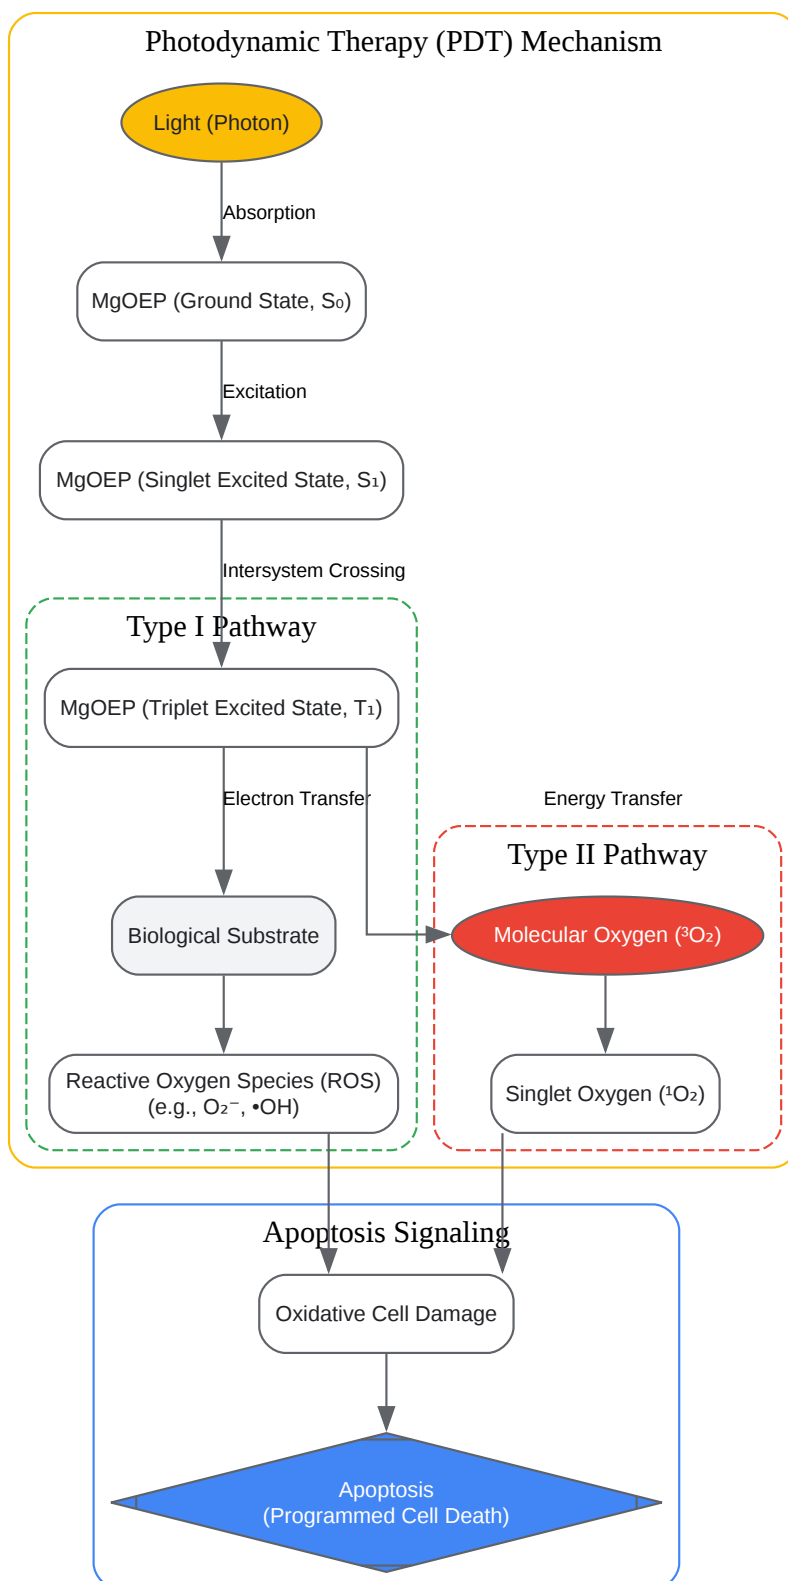 Photodynamic Therapy (PDT) Mechanism
Light (Photon)
Absorption
MgOEP (Ground State, S₀)
Excitation
MgOEP (Singlet Excited State, S₁)
Intersystem Crossing
Type I Pathway
MgOEP (Triplet Excited State, T₁)
Electron Transfer
Energy Transfer
Type II Pathway
Biological Substrate
Molecular Oxygen (³O₂)
Reactive Oxygen Species (ROS)
(e.g., O₂⁻, •OH)
Singlet Oxygen (¹O₂)
Apoptosis Signaling
Oxidative Cell Damage
Apoptosis
(Programmed Cell Death)